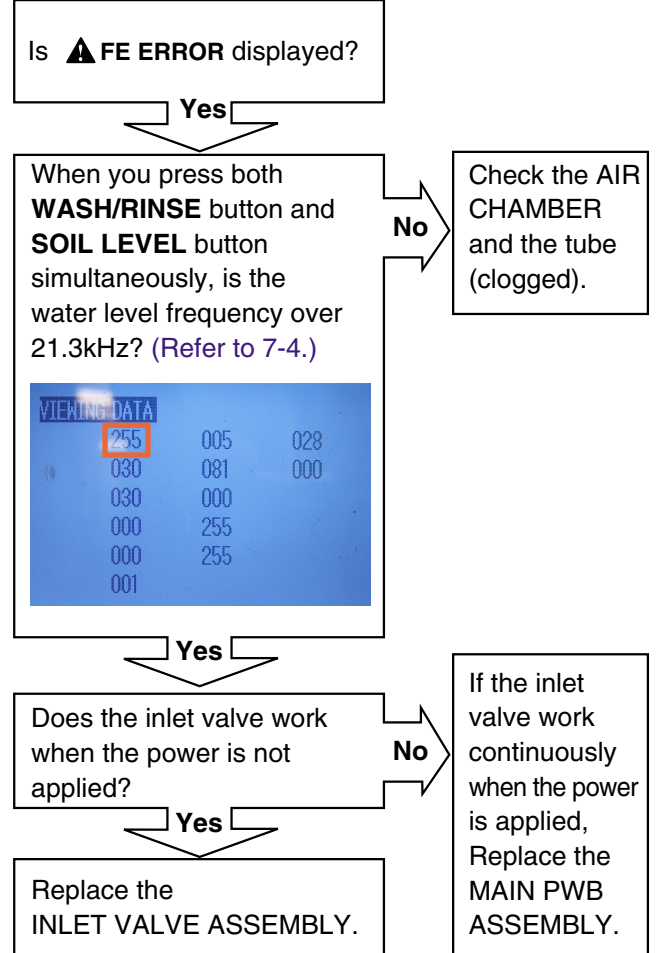 Is FE ERROR displayed?
Yes
When you press both
WASH/RINSE button and
SOIL LEVEL button
simultaneously, is the
water level frequency over
21.3kHz? (Refer to 7-4.)
No
Check the AIR
CHAMBER
and the tube
(clogged).
VIEWING DATA
255 005 028
030 081 000
030 000
000 255
000 255
001
Yes
Does the inlet valve work
when the power is not
applied?
No
If the inlet
valve work
continuously
when the power
is applied,
Replace the
MAIN PWB
ASSEMBLY.
Yes
Replace the
INLET VALVE ASSEMBLY.